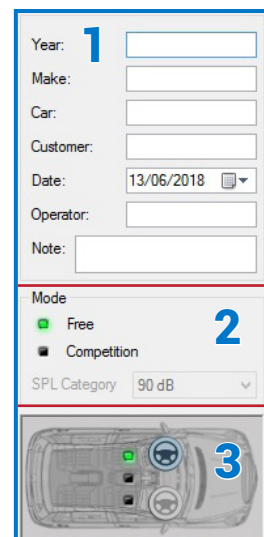 Year: 1
Make:
Car:
Customer:
Date: 13/06/2018
Operator:
Note:
Mode
Free
Competition
2
SPL Category 90 dB
3